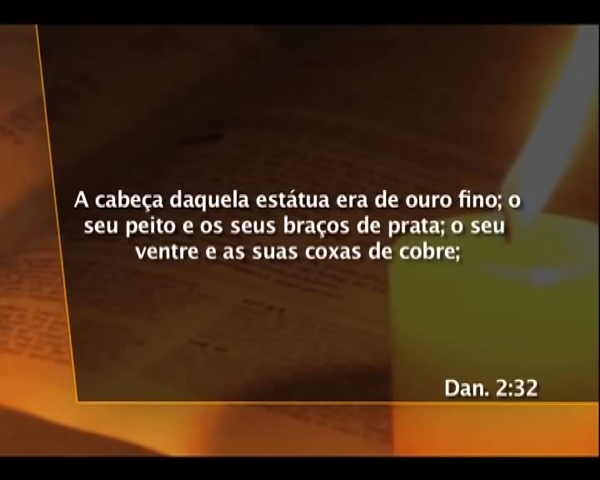 A cabeça daquela estátua era de ouro fino; o
seu peito e os seus braços de prata; o seu
ventre e as suas coxas de cobre;
Dan. 2:32